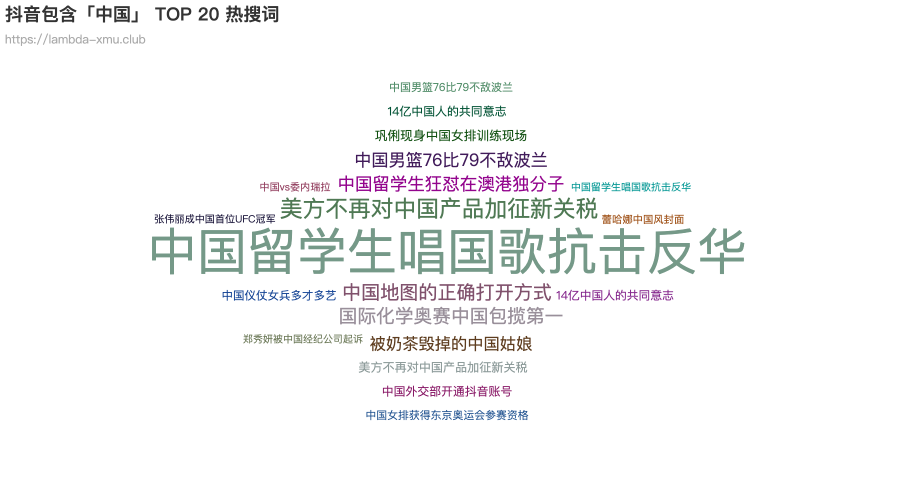 抖音包含「中国」 TOP 20 热搜词
https://lambda-xmu.club
中国男篮76比79不敌波兰
14亿中国人的共同意志
巩俐现身中国女排训练现场
中国男篮76比79不敌波兰
中国vs委内瑞拉 中国留学生狂怼在澳港独分子 中国留学生唱国歌抗击反华
美方不再对中国产品加征新关税
张伟丽成中国首位UFC冠军 蕾哈娜中国风封面
中国留学生唱国歌抗击反华
中国仪仗女兵多才多艺 中国地图的正确打开方式 14亿中国人的共同意志
国际化学奥赛中国包揽第一
郑秀妍被中国经纪公司起诉 被奶茶毁掉的中国姑娘
美方不再对中国产品加征新关税
中国外交部开通抖音账号
中国女排获得东京奥运会参赛资格